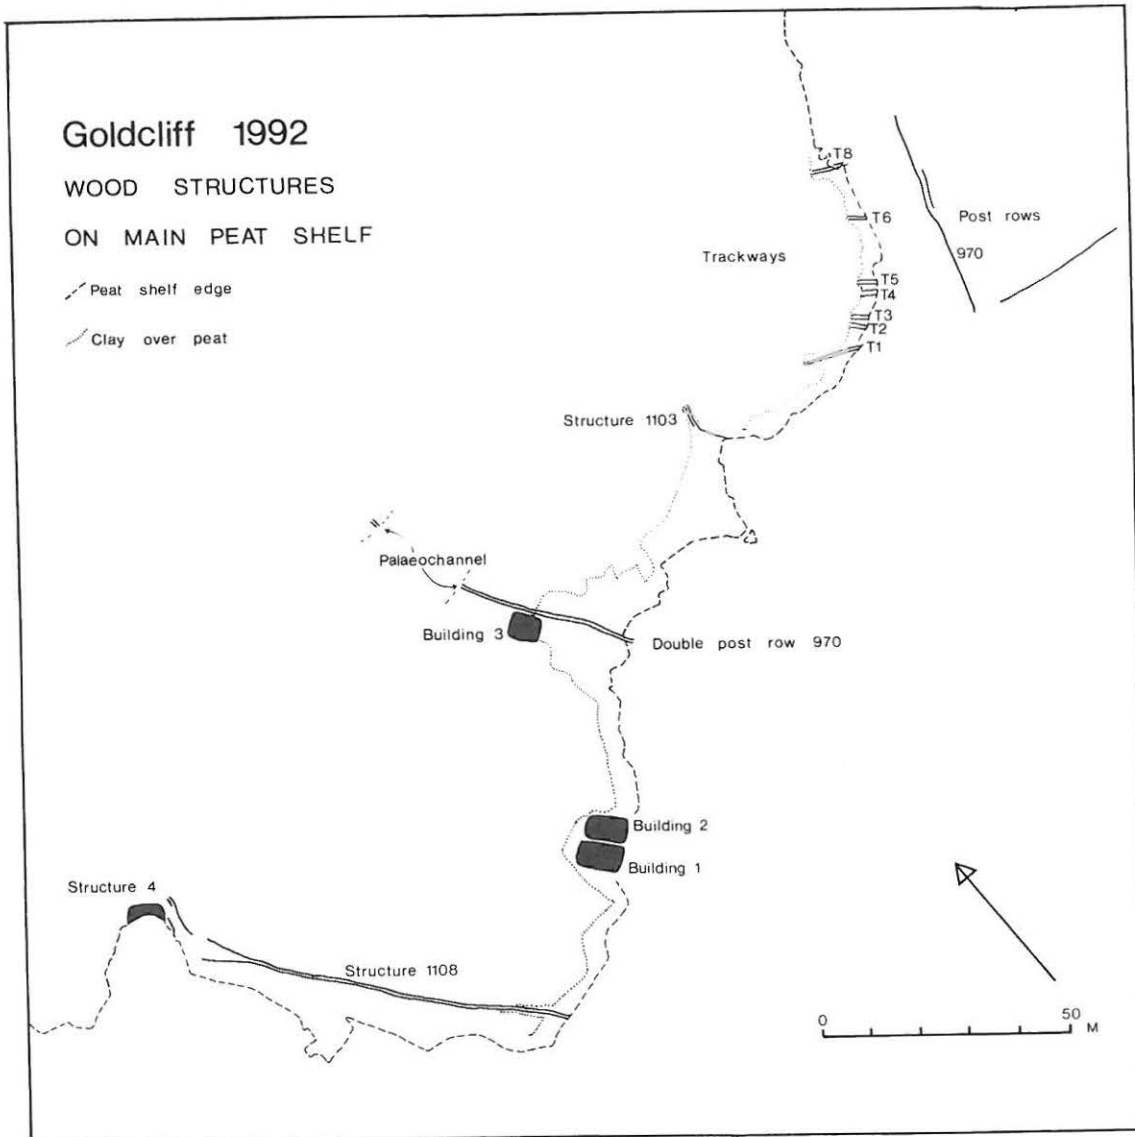 Goldcliff 1992
WOOD STRUCTURES
ON MAIN PEAT SHELF
Peat shelf edge
Clay over peat
T8
T6
Post rows
970
Trackways
T5
T4
T3
T2
T1
Structure 1103
Palaeochannel
Building 3
Double post row 970
Building 2
Building 1
Structure 4
Structure 1108
0
50
M